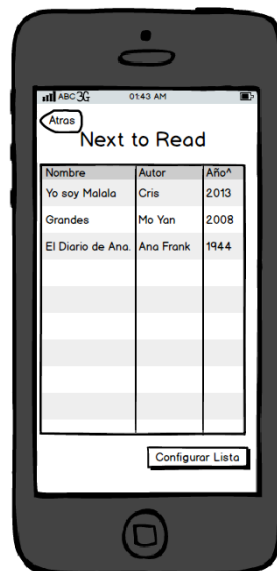 ABC 3G 01:43 AM
Atras
Next to Read
Nombre Autor Año^
Yo soy Malala Cris 2013
Grandes Mo Yan 2008
El Diario de Ana. Ana Frank 1944
Configurar Lista